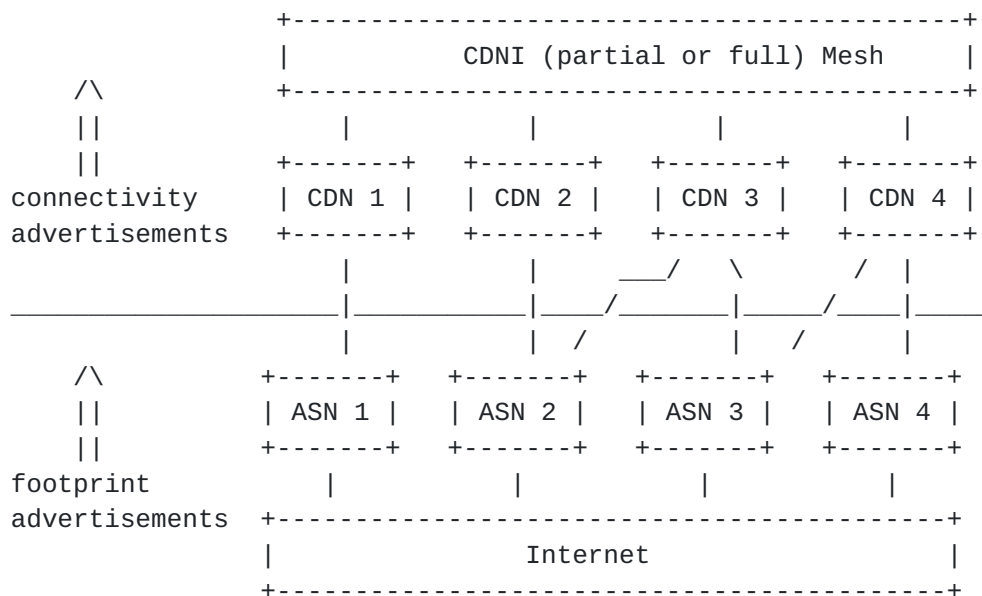 CDNI (partial or full) Mesh
connectivity | CDN 1 | | CDN 2 | | CDN 3 | | CDN 4 |
advertisements
| ASN 1 | | ASN 2 | | ASN 3 | | ASN 4 |
footprint
advertisements
Internet